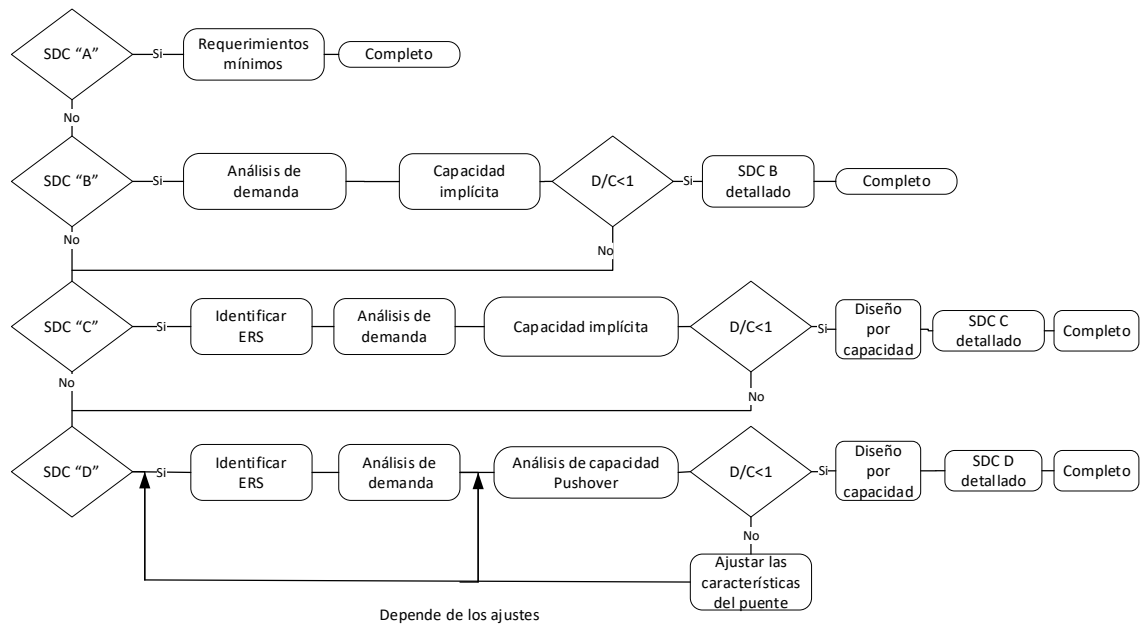 SDC “A”
Si
Requerimientos
mínimos
Completo
No
SDC “B”
Si
Análisis de
demanda
Capacidad
implícita
D/C<1
Si
SDC B
detallado
Completo
No
No
SDC “C”
Si
Identificar
ERS
Análisis de
demanda
Capacidad implícita
D/C<1
Si
Diseño
por
capacidad
SDC C
detallado
Completo
No
No
SDC “D”
Si
Identificar
ERS
Análisis de
demanda
Análisis de capacidad
Pushover
D/C<1
Si
Diseño
por
capacidad
SDC D
detallado
Completo
No
Ajustar las
características
del puente
Depende de los ajustes